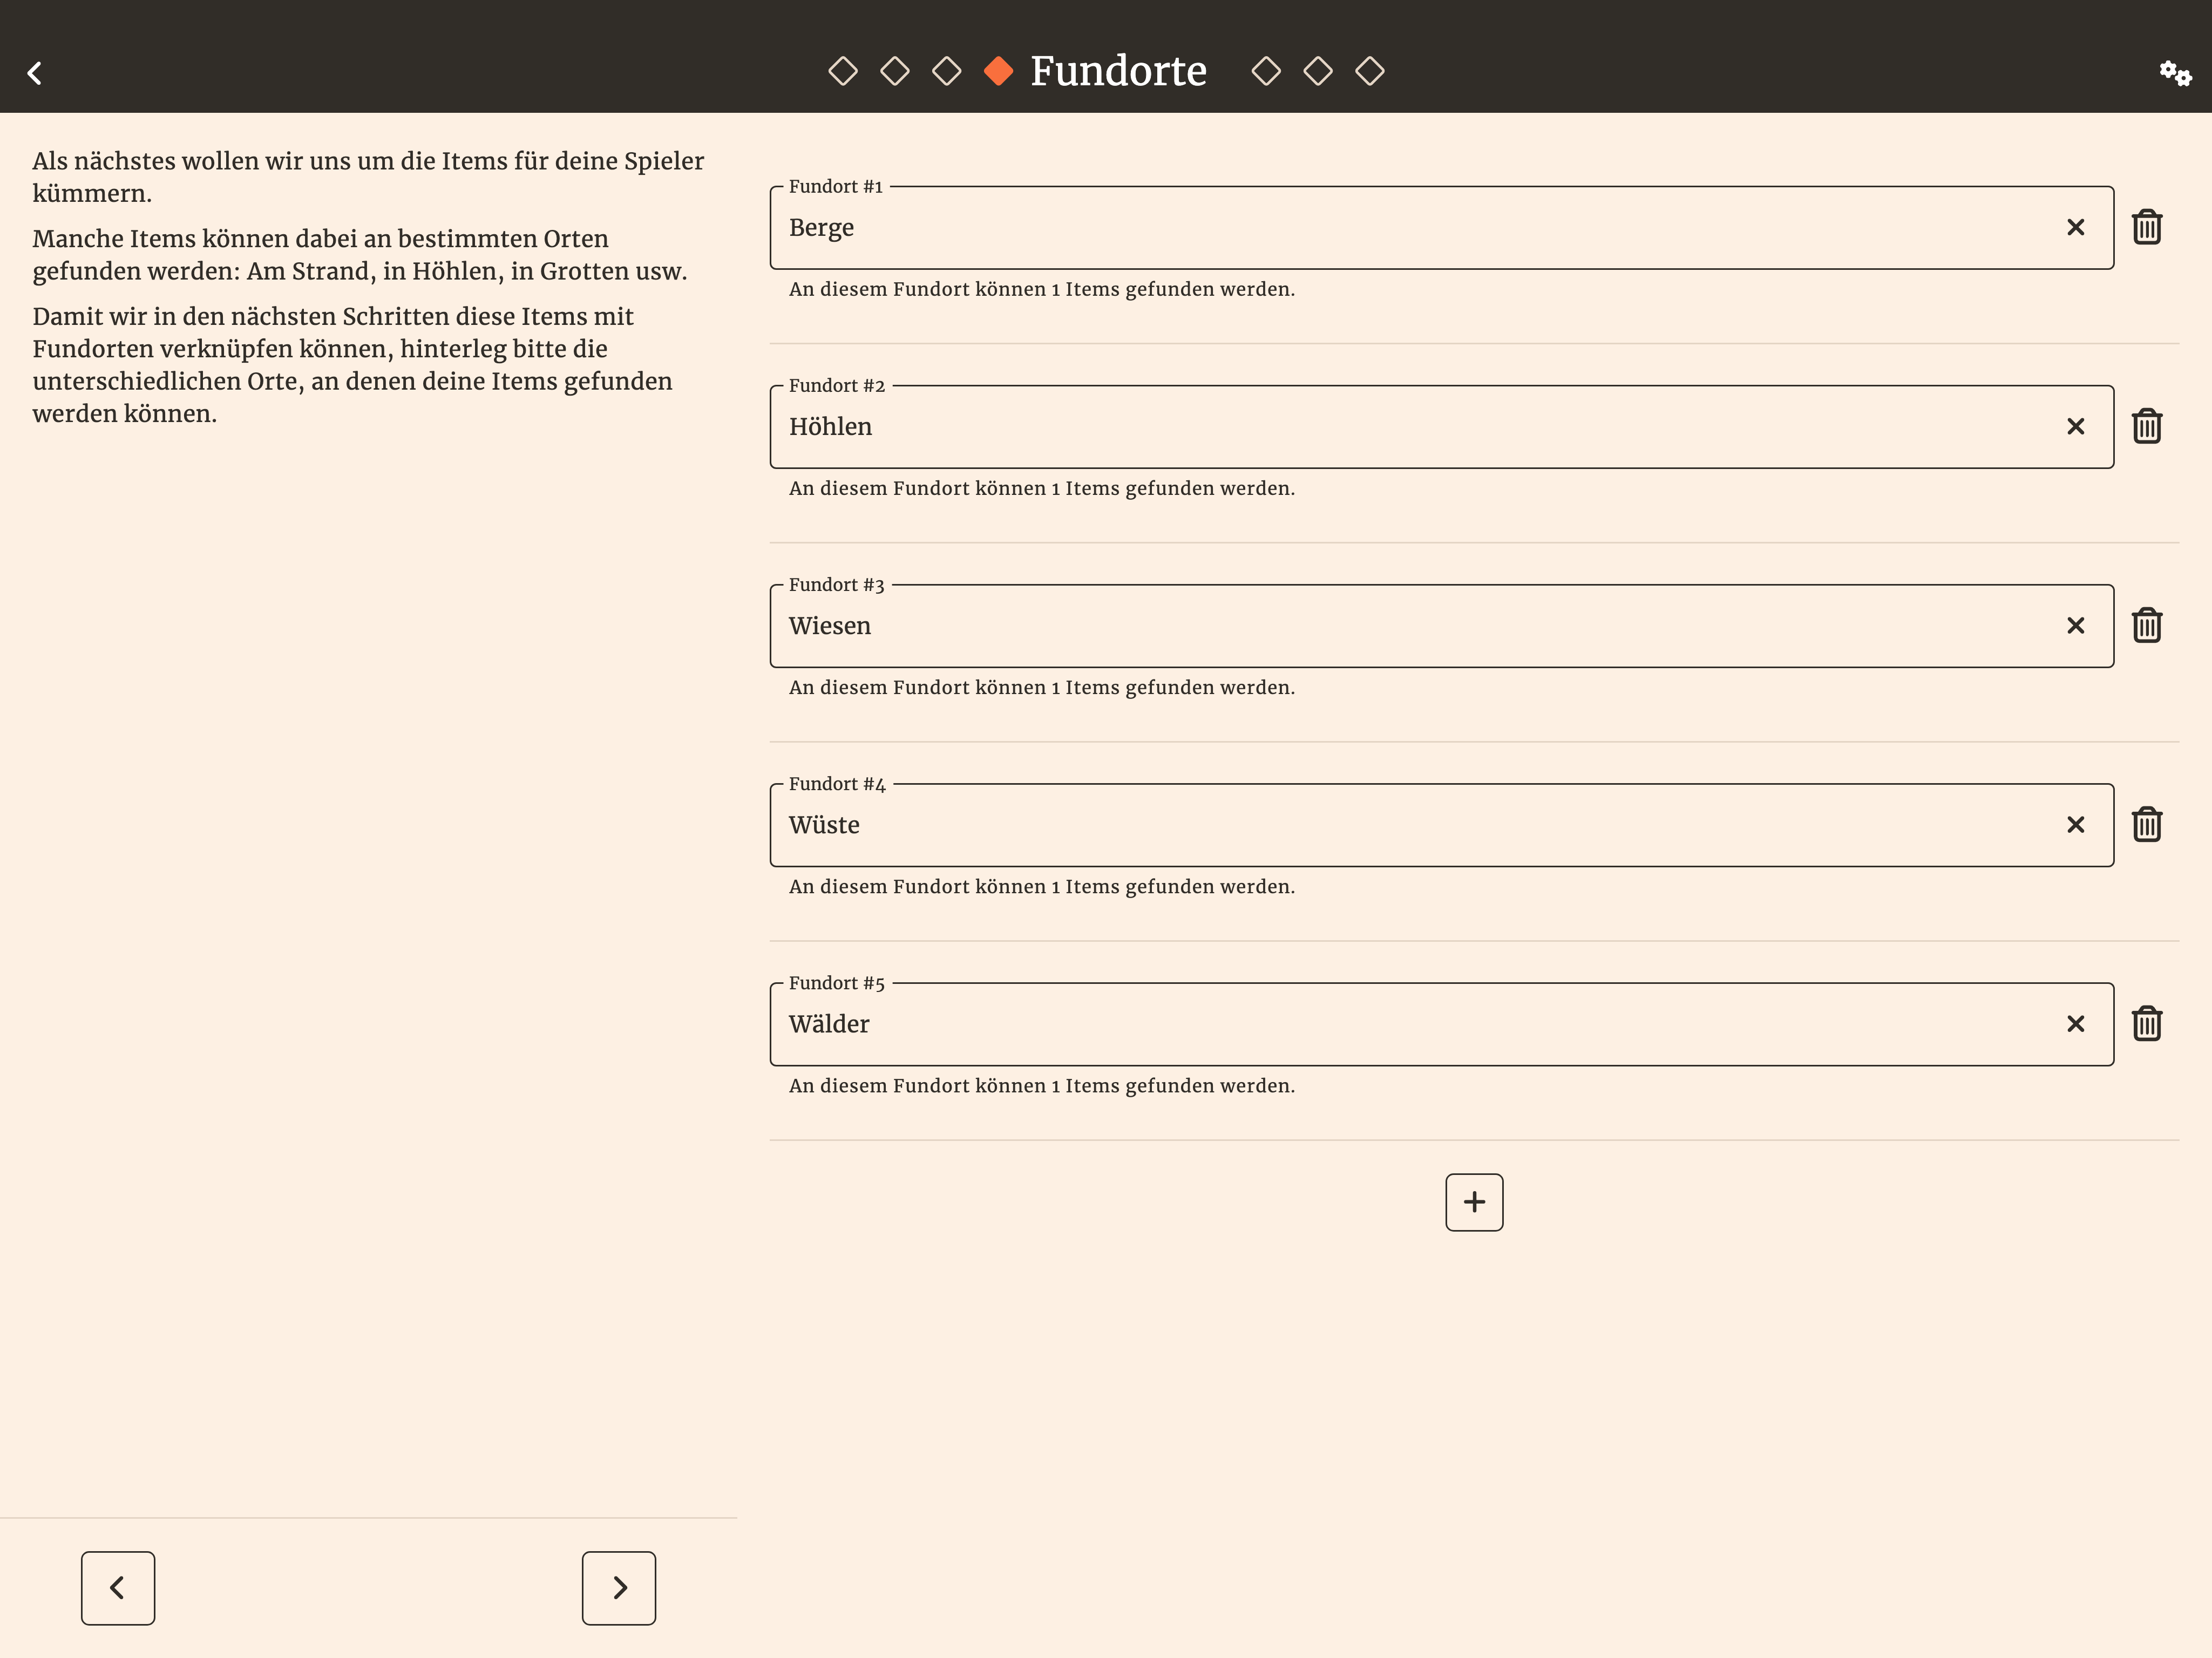 Fundorte
Als nächstes wollen wir uns um die Items für deine Spieler
kümmern.
Manche Items können dabei an bestimmten Orten
gefunden werden: Am Strand, in Höhlen, in Grotten usw.
Damit wir in den nächsten Schritten diese Items mit
Fundorten verknüpfen können, hinterleg bitte die
unterschiedlichen Orte, an denen deine Items gefunden
werden können.
Fundort #1
Berge
An diesem Fundort können 1 Items gefunden werden.
Fundort #2
Höhlen
An diesem Fundort können 1 Items gefunden werden.
Fundort #3
Wiesen
An diesem Fundort können 1 Items gefunden werden.
Fundort #4
Wüste
An diesem Fundort können 1 Items gefunden werden.
Fundort #5
Wälder
An diesem Fundort können 1 Items gefunden werden.